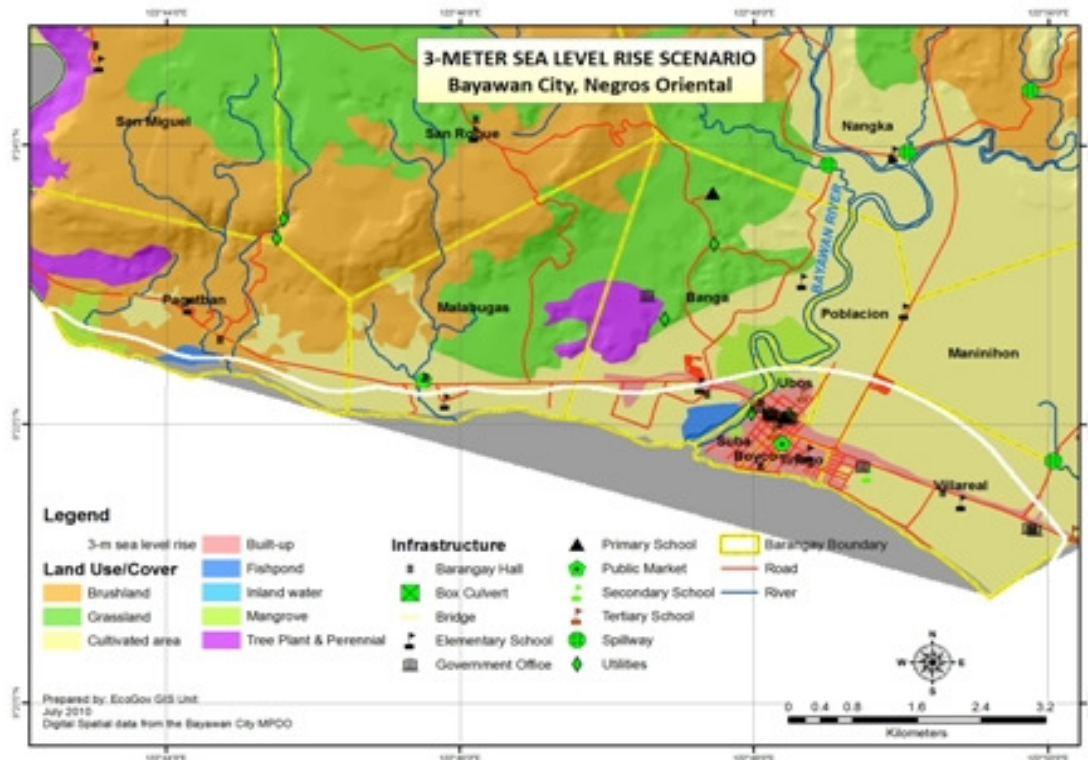 3-METER SEA LEVEL RISE SCENARIO
Bayawan City, Negros Oriental
San Miguel
San Roque
Nangka
BAYAWAN RIVER
Pagatban
Malabugas
Banga
Poblacion
Maninihon
Ubos
Suba
Boyco
Villareal
Legend
3-m sea level rise
Land Use/Cover
Brushland
Grassland
Cultivated area
Built-up
Fishpond
Inland water
Mangrove
Tree Plant & Perennial
Infrastructure
Barangay Hall
Box Culvert
Bridge
Elementary School
Government Office
Primary School
Public Market
Secondary School
Tertiary School
Spillway
Utilities
Barangay Boundary
Road
River
Prepared by: EcoGov GIS Unit
July 2010
Digital Spatial data from the Bayawan City MPDO
N
W E
S
0 0.4 0.8 1.6 2.4 3.2
Kilometers